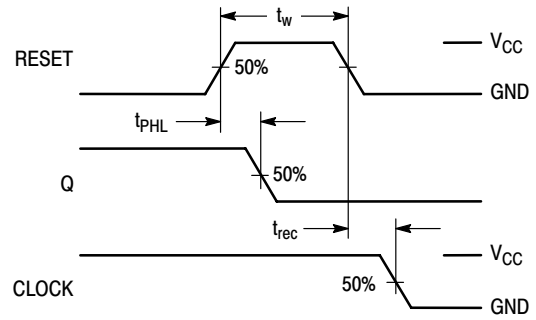 t_w
RESET
50%
V_CC
GND
t_PHL
Q
50%
t_rec
CLOCK
50%
V_CC
GND